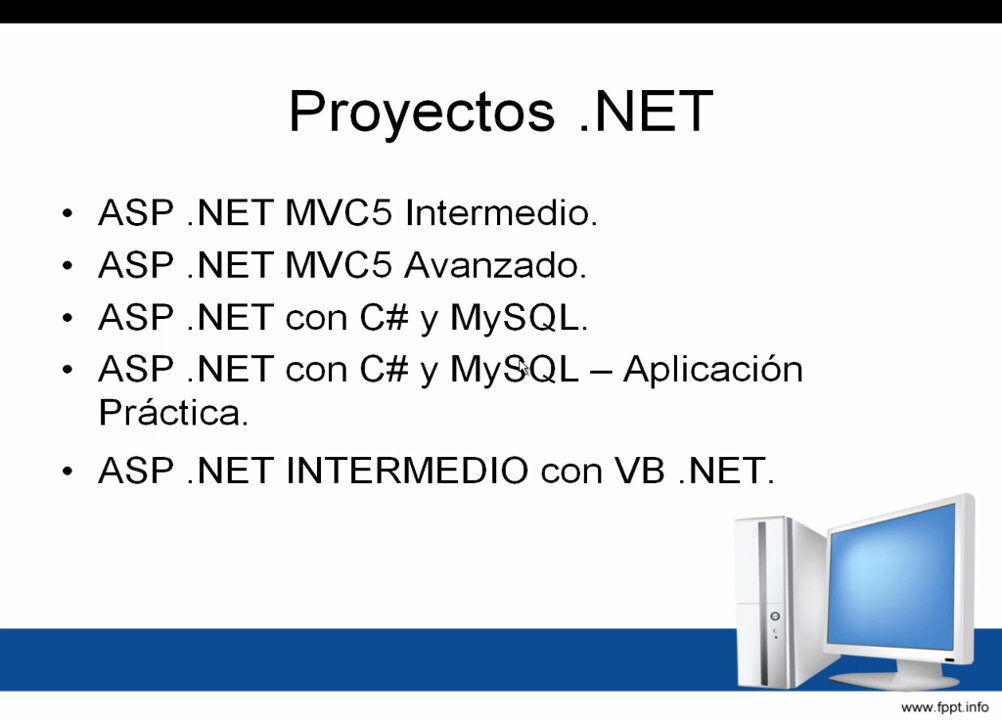 Proyectos .NET
• ASP .NET MVC5 Intermedio.
• ASP .NET MVC5 Avanzado.
• ASP .NET con C# y MySQL.
• ASP .NET con C# y MySQL – Aplicación
Práctica.
• ASP .NET INTERMEDIO con VB .NET.
www.fppt.info